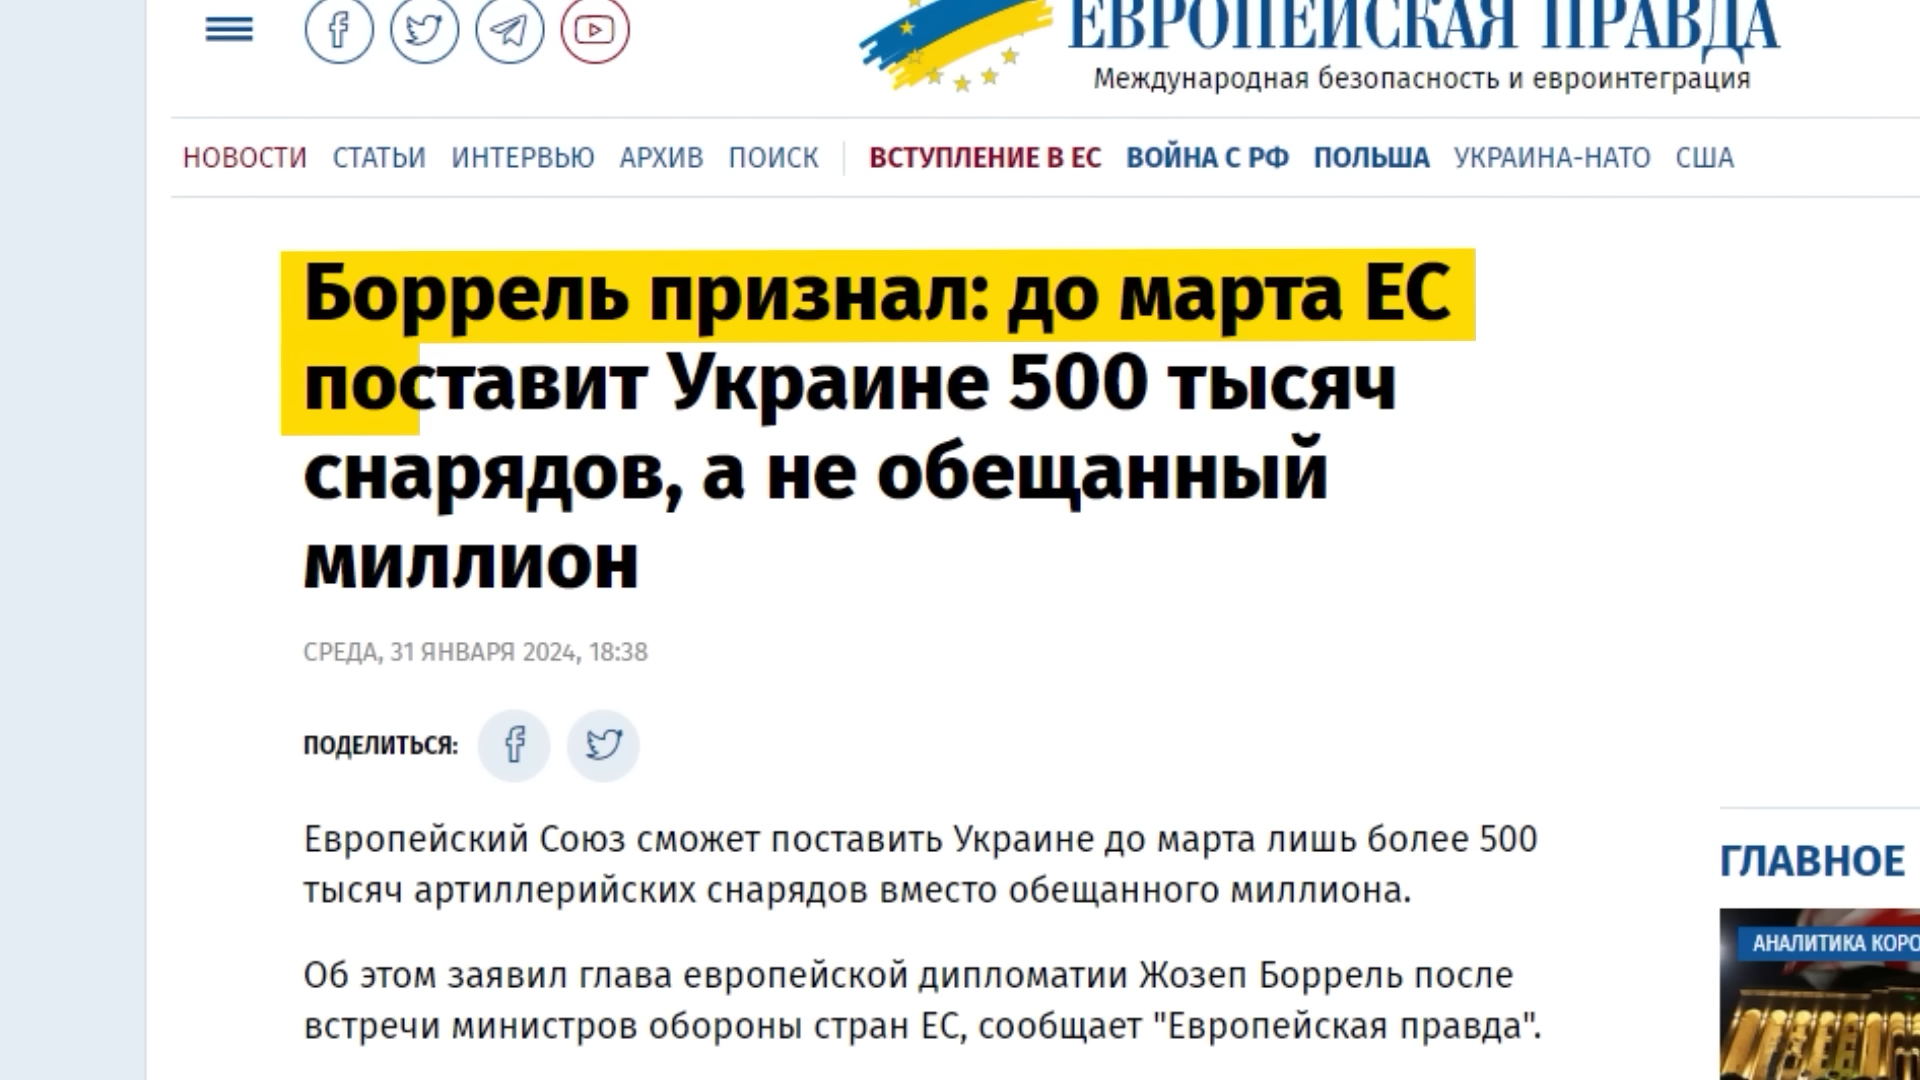 ЕВРОПЕЙСКАЯ ПРАВДА
Международная безопасность и евроинтеграция
НОВОСТИ СТАТЬИ ИНТЕРВЬЮ АРХИВ ПОИСК ВСТУПЛЕНИЕ В ЕС ВОЙНА С РФ ПОЛЬША УКРАИНА-НАТО США
Боррель признал: до марта ЕС
поставит Украине 500 тысяч
снарядов, а не обещанный
миллион
СРЕДА, 31 ЯНВАРЯ 2024, 18:38
ПОДЕЛИТЬСЯ:
Европейский Союз сможет поставить Украине до марта лишь более 500
тысяч артиллерийских снарядов вместо обещанного миллиона.
Об этом заявил глава европейской дипломатии Жозеп Боррель после
встречи министров обороны стран ЕС, сообщает "Европейская правда".
ГЛАВНОЕ
АНАЛИТИКА КОРО